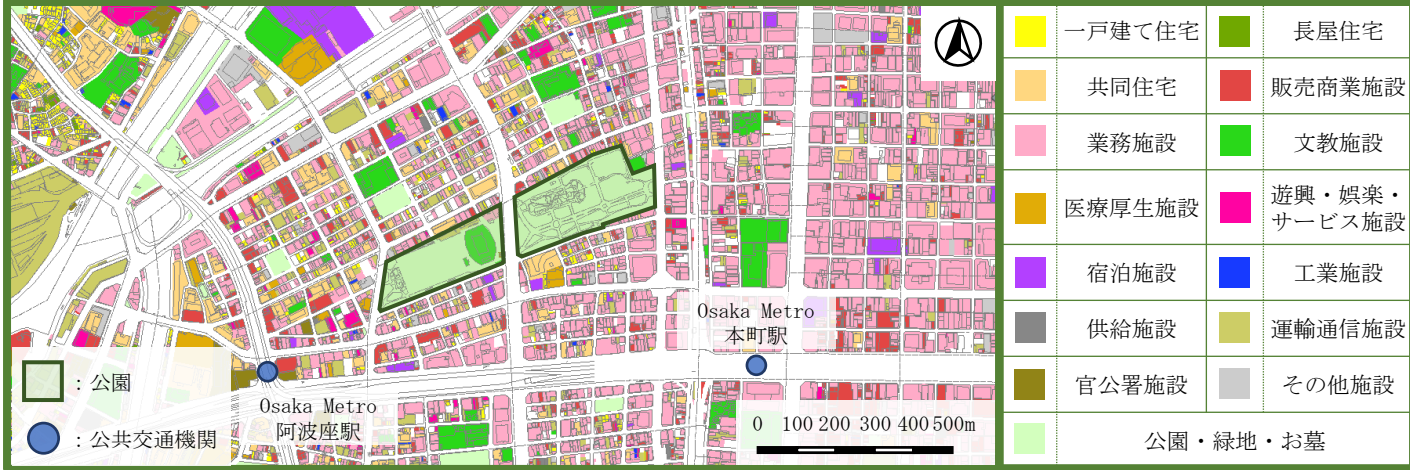 Osaka Metro
本町駅
Osaka Metro
阿波座駅
：公園
：公共交通機関
0 100 200 300 400 500m
一戸建て住宅
長屋住宅
共同住宅
販売商業施設
業務施設
文教施設
医療厚生施設
遊興・娯楽・
サービス施設
宿泊施設
工業施設
供給施設
運輸通信施設
官公署施設
その他施設
公園・緑地・お墓